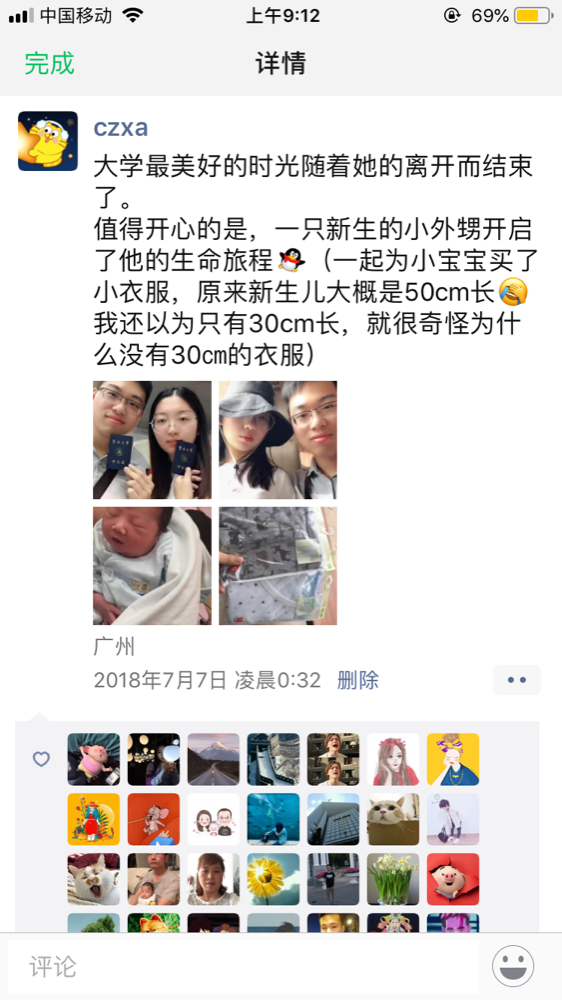 中国移动
上午9:12
69%
完成
详情
czxa
大学最美好的时光随着她的离开而结束
了。
值得开心的是，一只新生的小外甥开启
了他的生命旅程🐧（一起为小宝宝买了
小衣服，原来新生儿大概是50cm长🤦
我还以为只有30cm长，就很奇怪为什
么没有30㎝的衣服）
广州
2018年7月7日 凌晨0:32
删除
评论